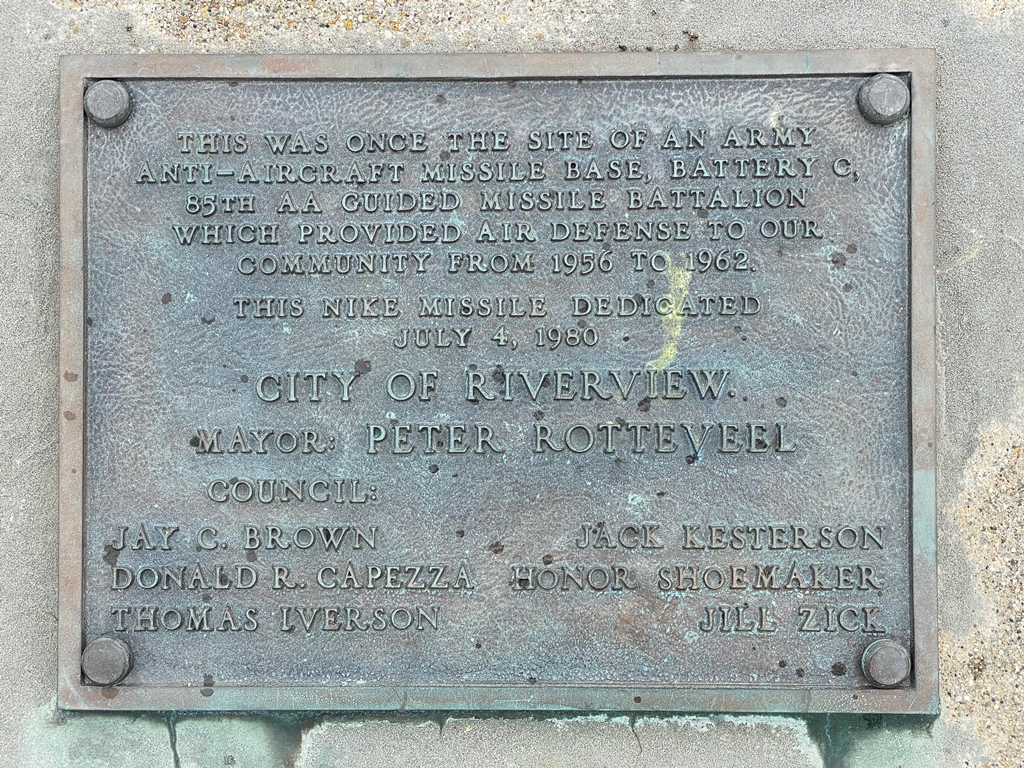 THIS WAS ONCE THE SITE OF AN ARMY
ANTI-AIRCRAFT MISSILE BASE, BATTERY C,
85TH AA GUIDED MISSILE BATTALION
WHICH PROVIDED AIR DEFENSE TO OUR
COMMUNITY FROM 1956 TO 1962.
THIS NIKE MISSILE DEDICATED
JULY 4, 1980
CITY OF RIVERVIEW
MAYOR: PETER ROTTEVEEL
COUNCIL:
JAY C. BROWN JACK KESTERSON
DONALD R. CAPEZZA HONOR SHOEMAKER
THOMAS IVERSON JILL ZICK